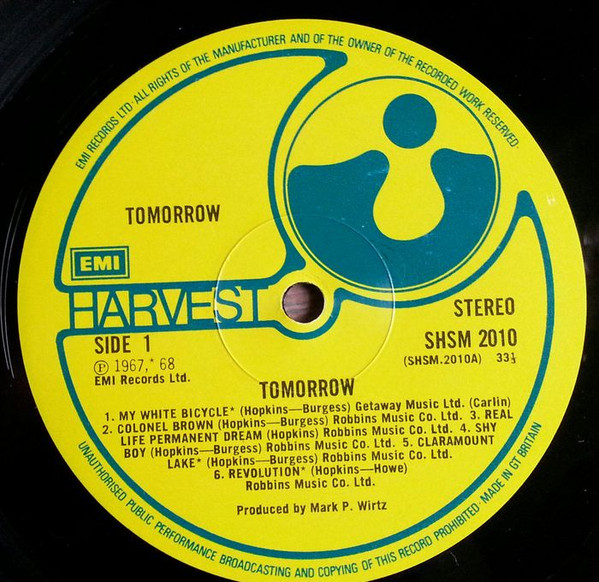 EMI RECORDS LTD· ALL RIGHTS OF THE MANUFACTURER AND OF THE OWNER OF THE RECORDED WORK RESERVED·
TOMORROW
EMI
HARVEST
STEREO
SIDE 1
SHSM 2010
Ⓟ 1967,* 68
(SHSM.2010A) 33⅓
EMI Records Ltd.
TOMORROW
1. MY WHITE BICYCLE* (Hopkins—Burgess) Getaway Music Ltd. (Carlin)
2. COLONEL BROWN (Hopkins—Burgess) Robbins Music Co. Ltd. 3. REAL
LIFE PERMANENT DREAM (Hopkins) Robbins Music Co. Ltd. 4. SHY
BOY (Hopkins—Burgess) Robbins Music Co. Ltd. 5. CLARAMOUNT
LAKE* (Hopkins—Burgess) Robbins Music Co. Ltd.
6. REVOLUTION* (Hopkins—Howe)
Robbins Music Co. Ltd.
Produced by Mark P. Wirtz
UNAUTHORISED PUBLIC PERFORMANCE BROADCASTING AND COPYING OF THIS RECORD PROHIBITED· MADE IN GT BRITAIN